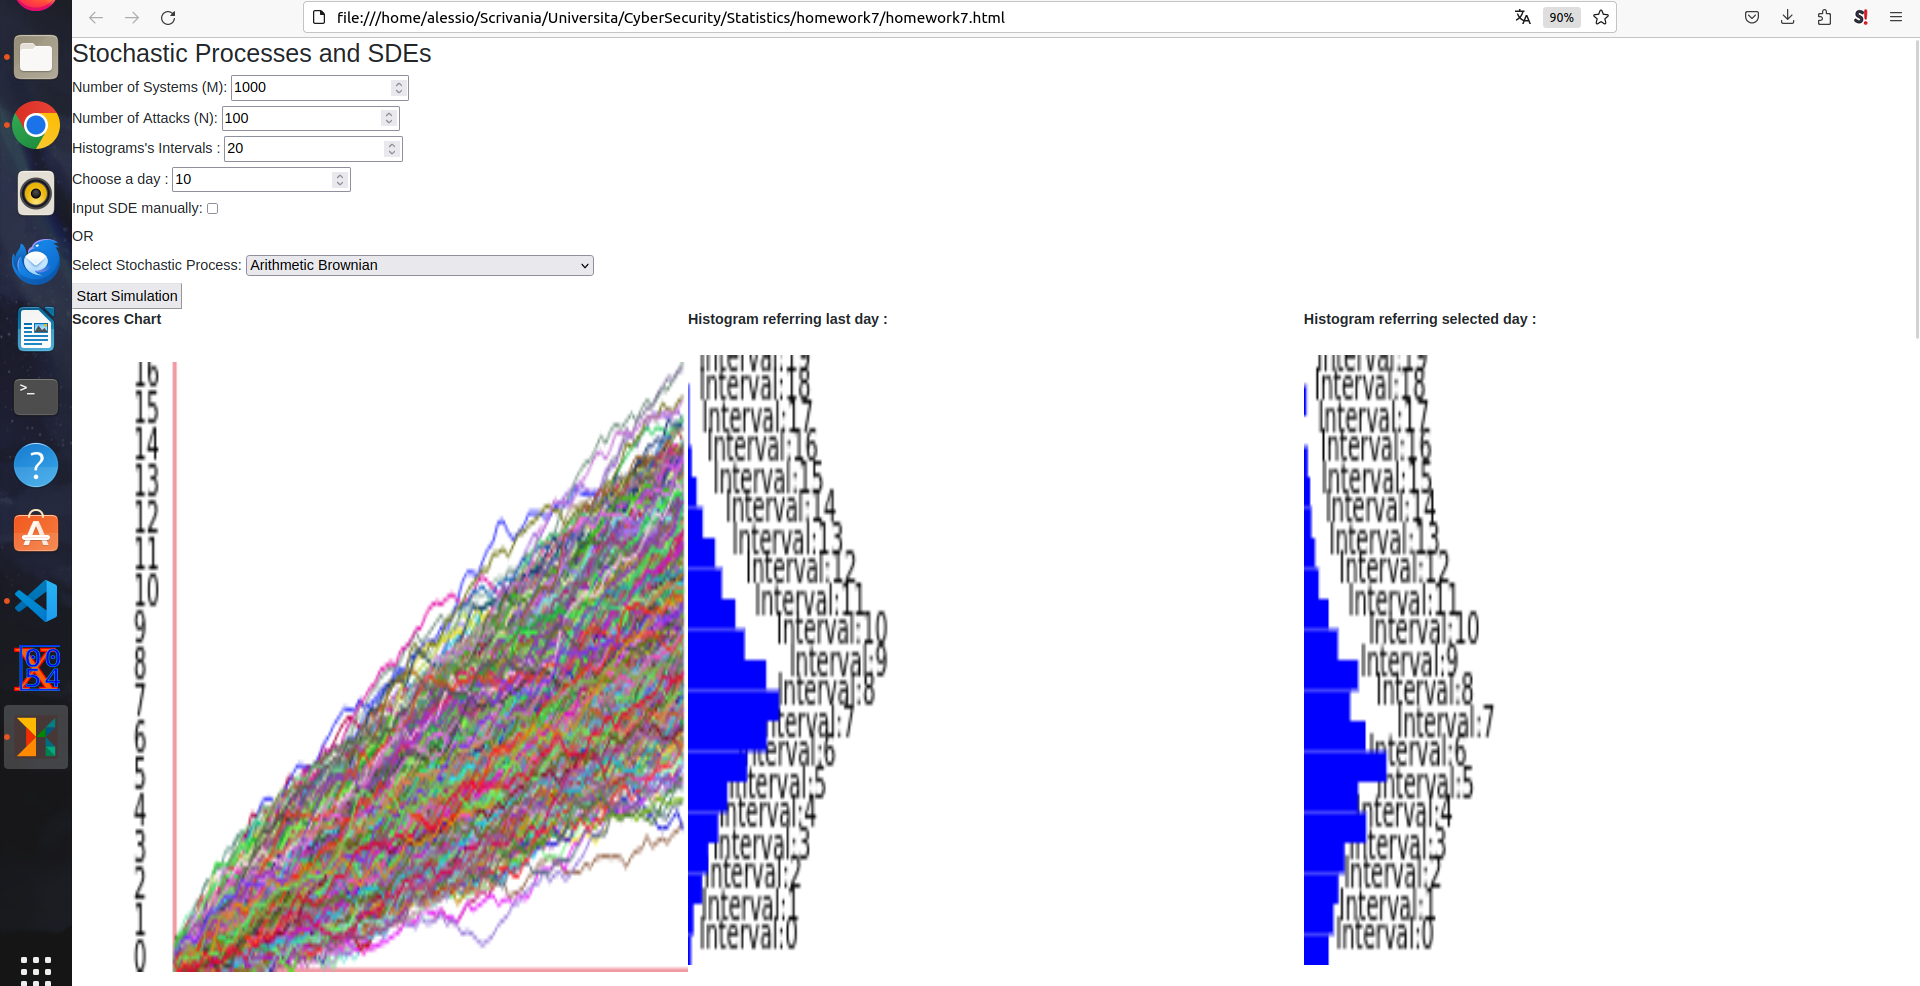 file:///home/alessio/Scrivania/Universita/CyberSecurity/Statistics/homework7/homework7.html
90%
S!
Stochastic Processes and SDEs
Number of Systems (M): 1000
Number of Attacks (N): 100
Histograms's Intervals : 20
Choose a day : 10
Input SDE manually:
OR
Select Stochastic Process: Arithmetic Brownian
Start Simulation
Scores Chart
16
15
14
13
12
11
10
9
8
7
6
5
4
3
2
1
0
Histogram referring last day :
Interval:19
Interval:18
Interval:17
Interval:16
Interval:15
Interval:14
Interval:13
Interval:12
Interval:11
Interval:10
Interval:9
Interval:8
Interval:7
Interval:6
Interval:5
Interval:4
Interval:3
Interval:2
Interval:1
Interval:0
Histogram referring selected day :
Interval:19
Interval:18
Interval:17
Interval:16
Interval:15
Interval:14
Interval:13
Interval:12
Interval:11
Interval:10
Interval:9
Interval:8
Interval:7
Interval:6
Interval:5
Interval:4
Interval:3
Interval:2
Interval:1
Interval:0